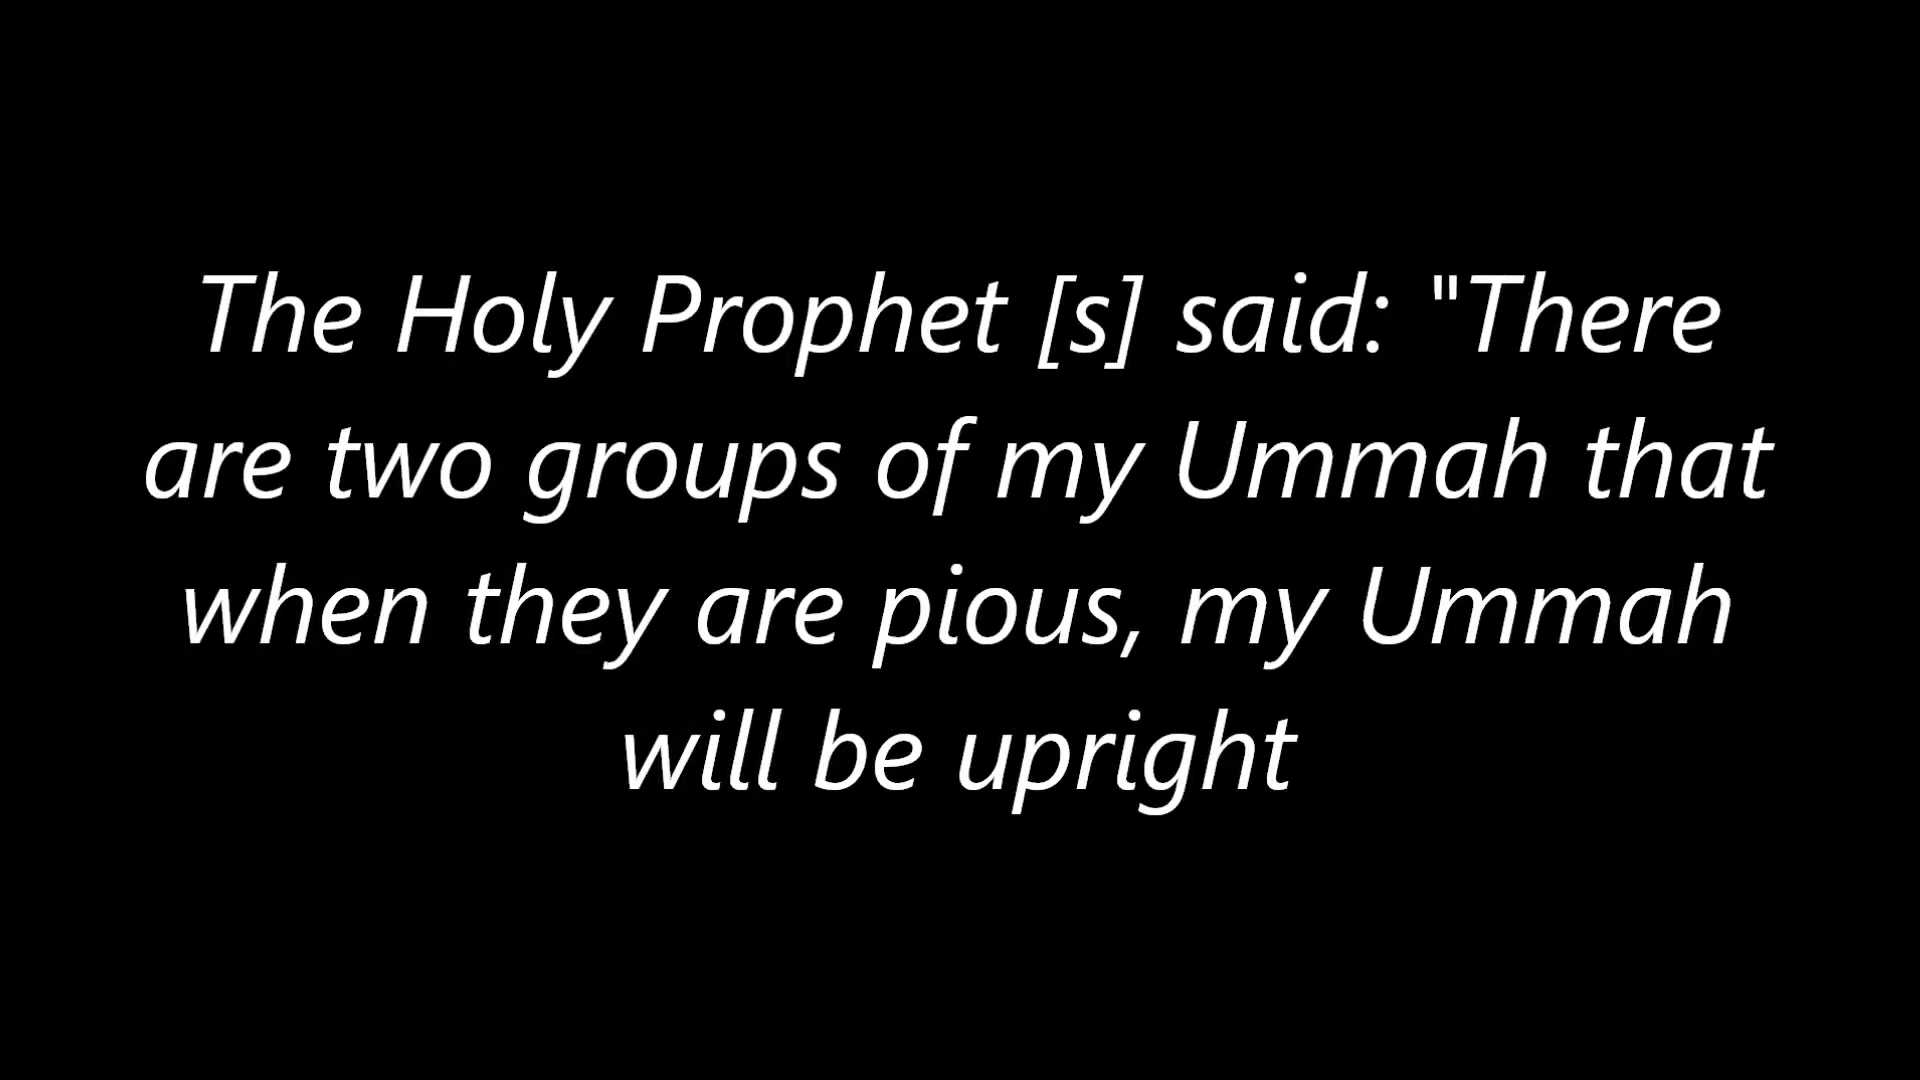 The Holy Prophet [s] said: "There
are two groups of my Ummah that
when they are pious, my Ummah
will be upright